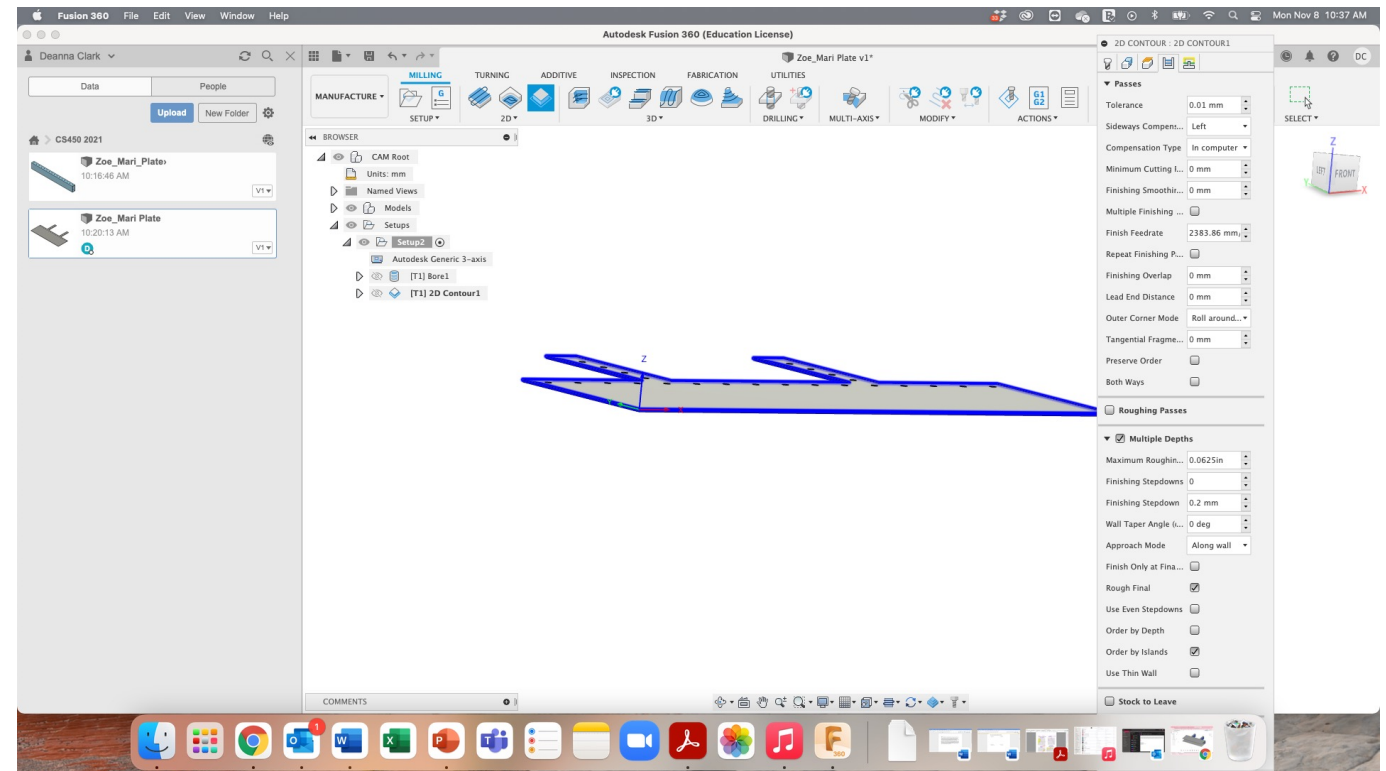 Fusion 360 File Edit View Window Help
Mon Nov 8 10:37 AM
Autodesk Fusion 360 (Education License)
Deanna Clark
Zoe_Mari Plate v1*
DC
Data People
Upload New Folder
CS450 2021
Zoe_Mari_Plate
10:16:46 AM
V1
Zoe_Mari Plate
10:20:13 AM
D
V1
MILLING TURNING ADDITIVE INSPECTION FABRICATION UTILITIES
MANUFACTURE
G
G1
G2
SETUP 2D 3D DRILLING MULTI-AXIS MODIFY ACTIONS SELECT
BROWSER
CAM Root
Units: mm
Named Views
Models
Setups
Setup2
Autodesk Generic 3-axis
[T1] Bore1
[T1] 2D Contour1
Z
Z
LEFT FRONT
Y X
COMMENTS
2D CONTOUR : 2D CONTOUR1
Passes
Tolerance 0.01 mm
Sideways Compens... Left
Compensation Type In computer
Minimum Cutting ... 0 mm
Finishing Smoothin... 0 mm
Multiple Finishing ...
Finish Feedrate 2383.86 mm
Repeat Finishing P...
Finishing Overlap 0 mm
Lead End Distance 0 mm
Outer Corner Mode Roll around...
Tangential Fragme... 0 mm
Preserve Order
Both Ways
Roughing Passes
Multiple Depths
Maximum Roughin... 0.0625in
Finishing Stepdowns 0
Finishing Stepdown 0.2 mm
Wall Taper Angle 0 deg
Approach Mode Along wall
Finish Only at Fina...
Rough Final
Use Even Stepdowns
Order by Depth
Order by Islands
Use Thin Wall
Stock to Leave
1
W X P
F
360